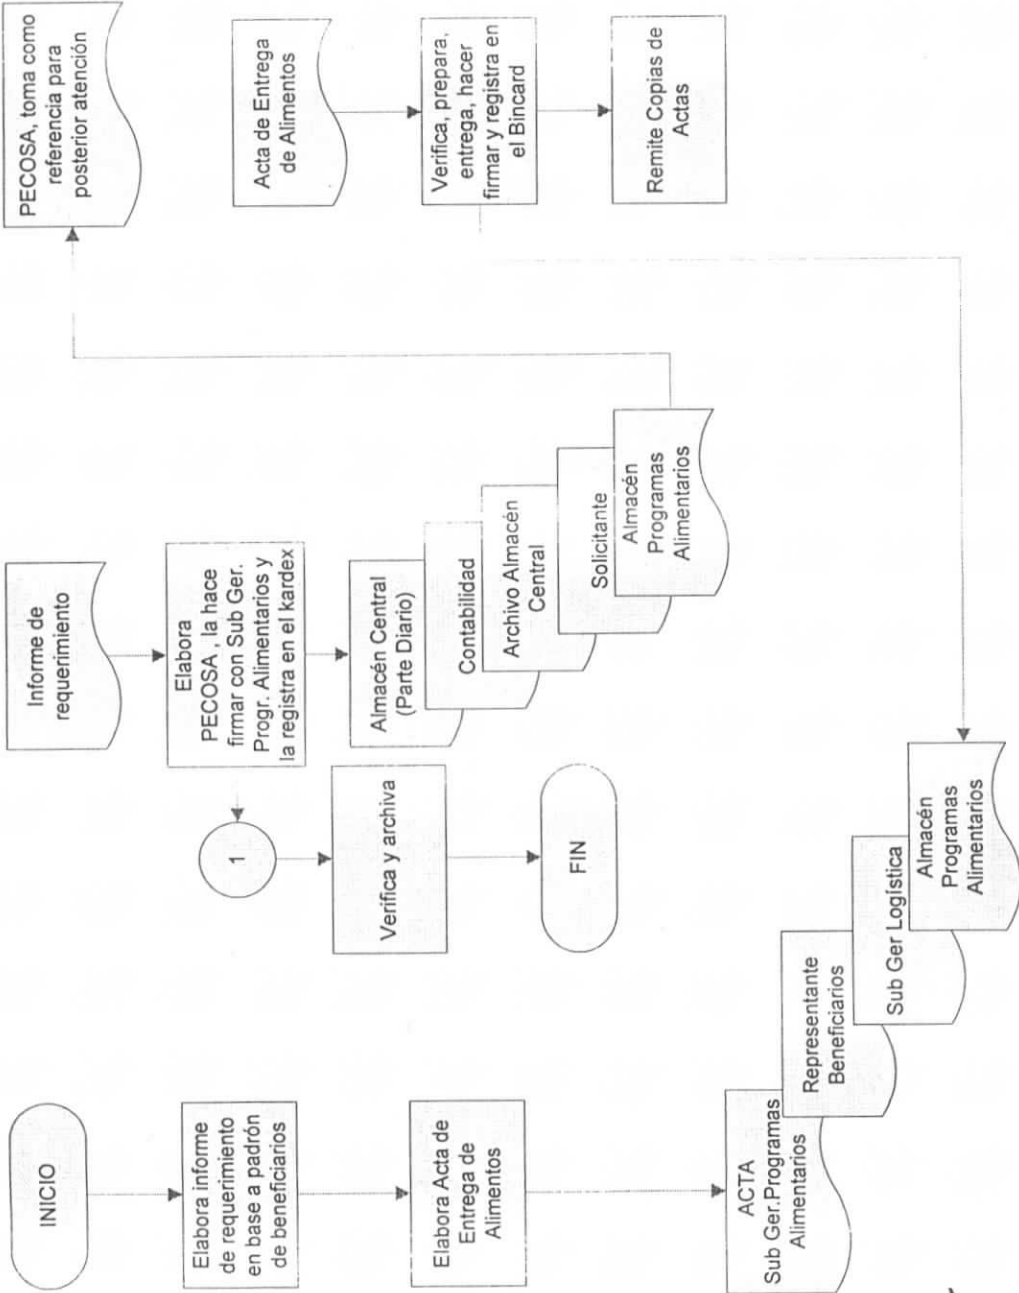 INICIO
Elabora informe
de requerimiento
en base a padrón
de beneficiarios
Elabora Acta de
Entrega de
Alimentos
ACTA
Sub Ger.Programas
Alimentarios
Representante
Beneficiarios
Sub Ger Logística
Almacén
Programas
Alimentarios
Informe de
requerimiento
Elabora
PECOSA , la hace
firmar con Sub Ger.
Progr. Alimentarios y
la registra en el kardex
1
Verifica y archiva
FIN
Almacén Central
(Parte Diario)
Contabilidad
Archivo Almacén
Central
Solicitante
Almacén
Programas
Alimentarios
PECOSA, toma como
referencia para
posterior atención
Acta de Entrega
de Alimentos
Verifica, prepara,
entrega, hacer
firmar y registra en
el Bincard
Remite Copias de
Actas